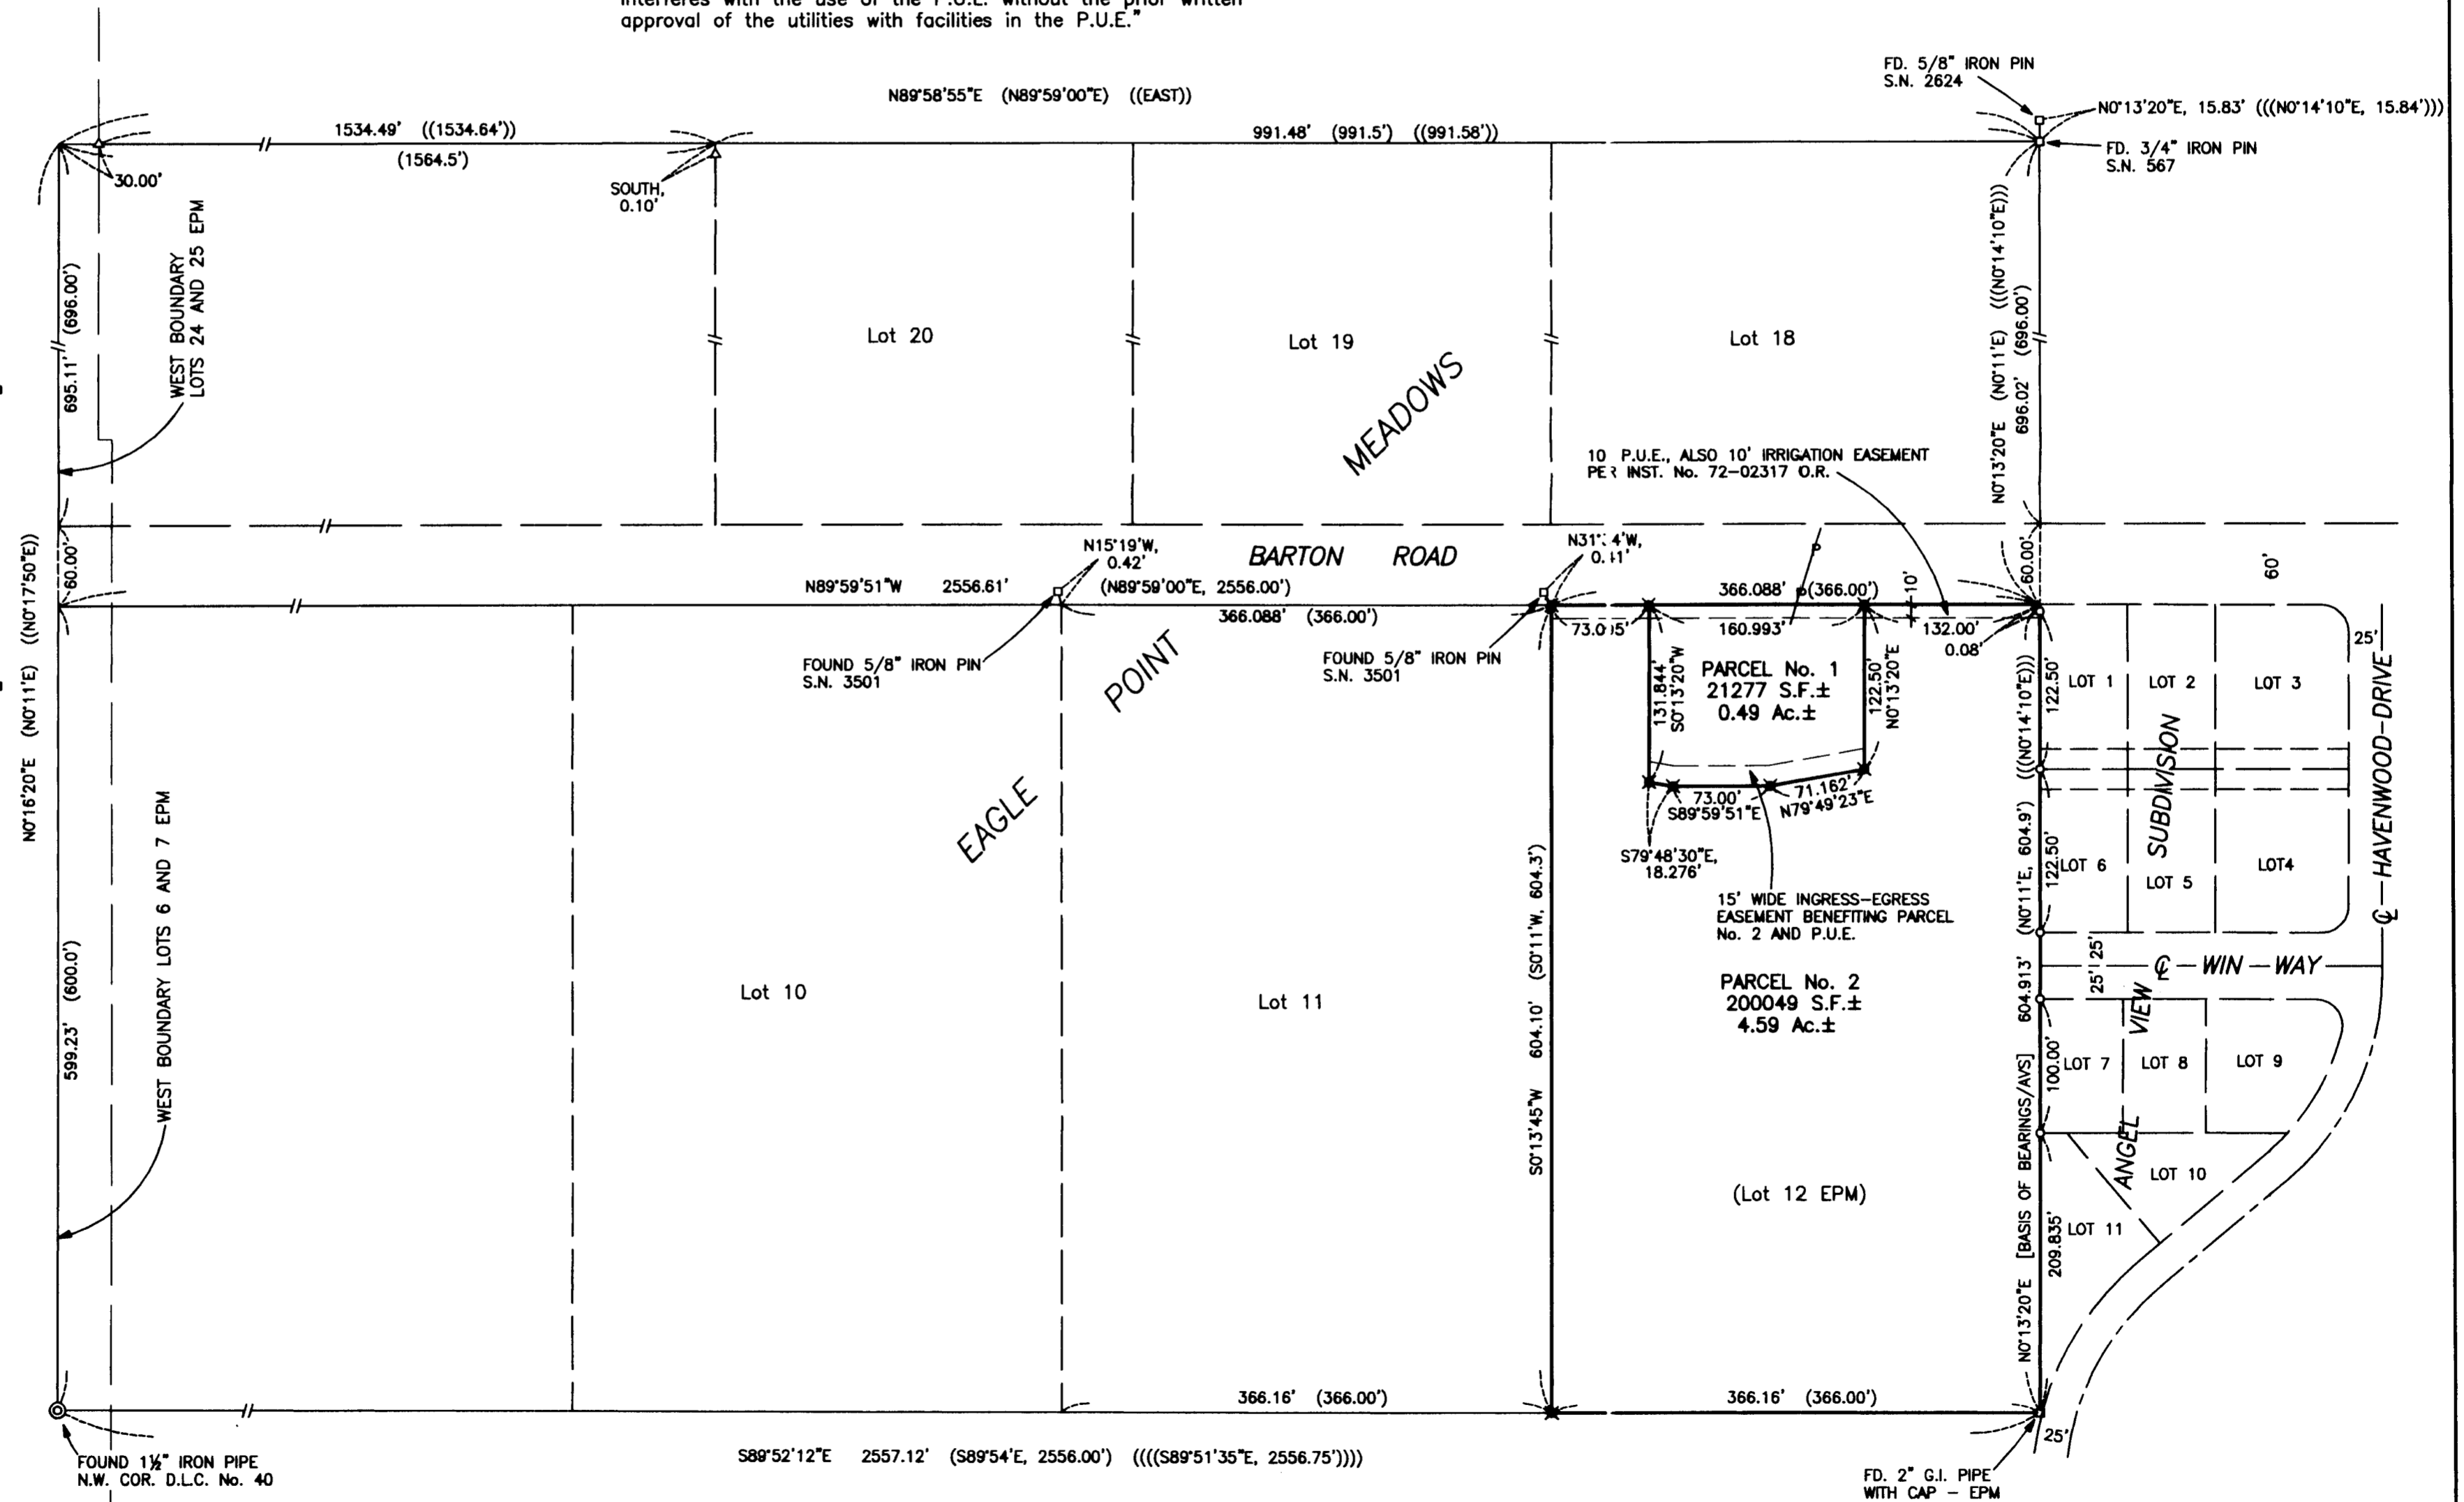 approval of the utilities with facilities in the P.U.E."
FD. 5/8" IRON PIN
S.N. 2624
N89°58'55"E (N89°59'00"E) ((EAST))
N0°13'20"E, 15.83' (((N0°14'10"E, 15.84')))
1534.49' ((1534.64'))
(1564.5')
991.48' (991.5') ((991.58'))
FD. 3/4" IRON PIN
S.N. 567
30.00'
SOUTH,
0.10'
WEST BOUNDARY
LOTS 24 AND 25 EPM
695.11' (696.00')
Lot 20
Lot 19
Lot 18
N0°13'20"E (N0°11'E) (((N0°14'10"E)))
696.02' (696.00')
MEADOWS
10 P.U.E., ALSO 10' IRRIGATION EASEMENT
PER INST. No. 72-02317 O.R.
N0°16'20"E (N0°11'E) ((N0°17'50"E))
60.00'
N15°19'W,
0.42'
BARTON ROAD
P
60.00'
60'
N89°59'51"W 2556.61'
(N89°59'00"E, 2556.00')
366.088' (366.00')
366.088' (366.00')
10'
73.0
160.993'
132.00'
0.08'
25'
FOUND 5/8" IRON PIN
S.N. 3501
FOUND 5/8" IRON PIN
S.N. 3501
POINT
131.844'
S0°13'20"W
PARCEL No. 1
21277 S.F.±
0.49 Ac.±
122.50'
N0°13'20"E
(((N0°14'10"E)))
122.50'
LOT 1
LOT 2
LOT 3
HAVENWOOD DRIVE
℄
SUBDIVISION
73.00'
S89°59'51"E
71.162'
N79°49'23"E
EAGLE
S79°48'30"E,
18.276'
122.50'
LOT 6
LOT 5
LOT4
15' WIDE INGRESS-EGRESS
EASEMENT BENEFITING PARCEL
No. 2 AND P.U.E.
WEST BOUNDARY LOTS 6 AND 7 EPM
599.23' (600.0')
Lot 10
Lot 11
S0°13'45"W 604.10' (S0°11'W, 604.3')
PARCEL No. 2
200049 S.F.±
4.59 Ac.±
N0°13'20"E [BASIS OF BEARINGS/AVS] 604.913' (N0°11'E, 604.9')
25' 25'
℄ WIN WAY
VIEW
100.00'
LOT 7
LOT 8
LOT 9
ANGEL
LOT 10
(Lot 12 EPM)
209.835'
LOT 11
366.16' (366.00')
366.16' (366.00')
25'
FOUND 1½" IRON PIPE
N.W. COR. D.L.C. No. 40
S89°52'12"E 2557.12' (S89°54'E, 2556.00') ((((S89°51'35"E, 2556.75'))))
FD. 2" G.I. PIPE
WITH CAP - EPM